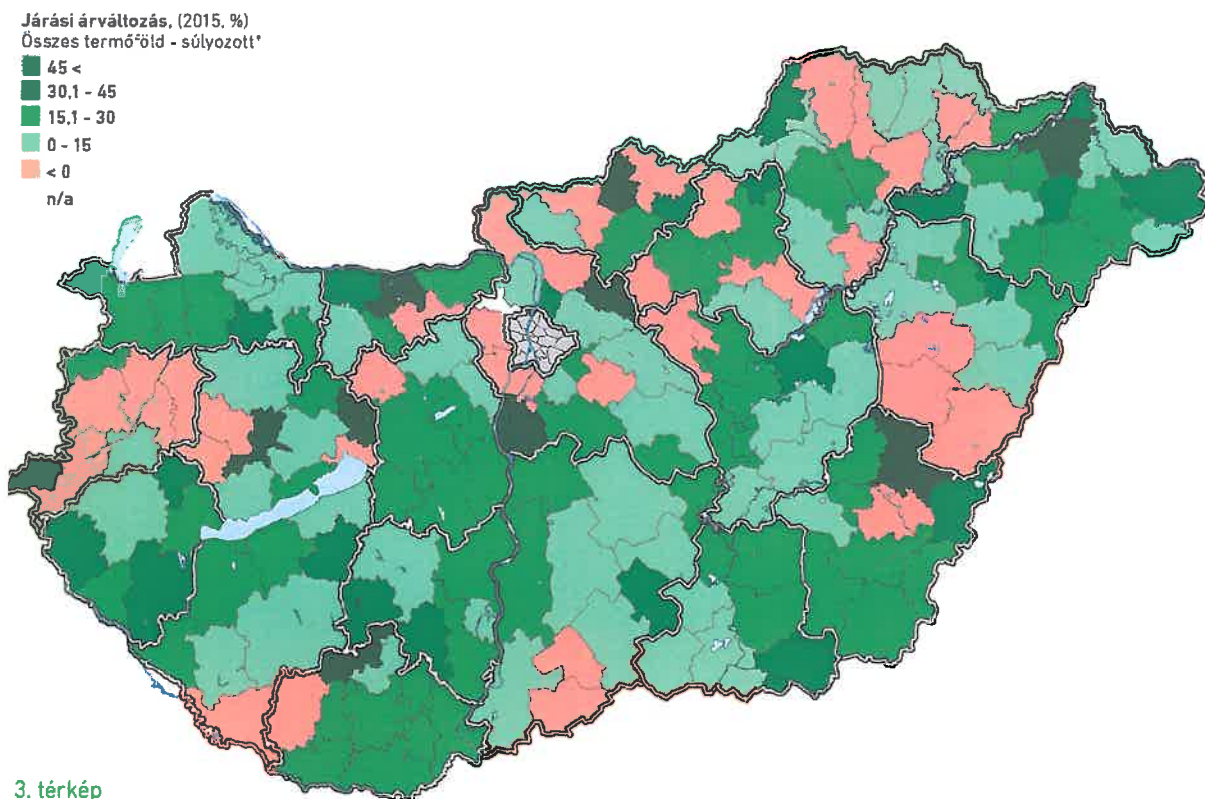 Járási árváltozás, (2015, %)
Összes termőföld - súlyozott*
45 <
30,1 - 45
15,1 - 30
0 - 15
< 0
n/a
3. térkép